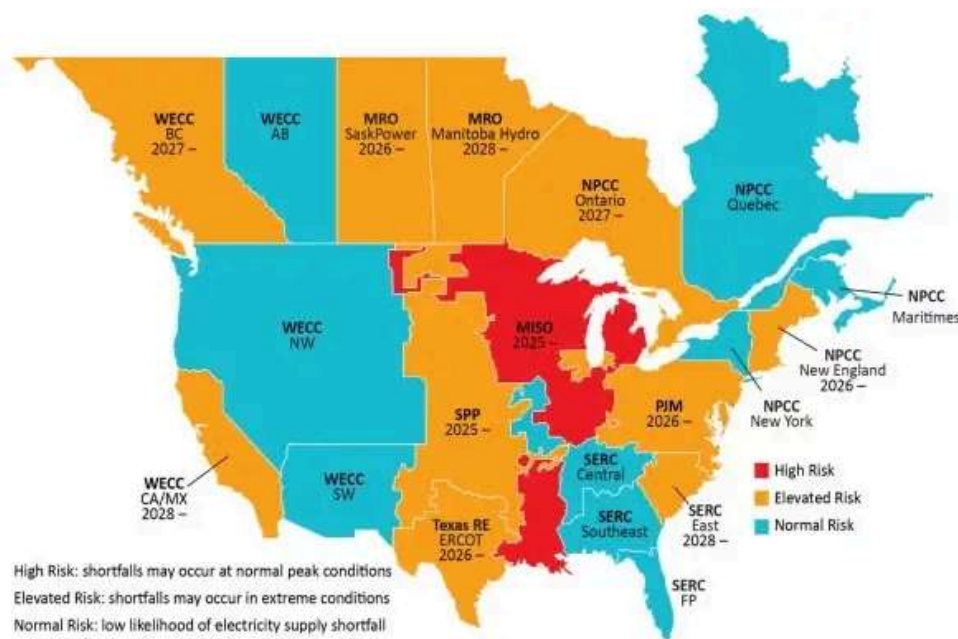 WECC
BC
2027 –
WECC
AB
MRO
SaskPower
2026 –
MRO
Manitoba Hydro
2028 –
NPCC
Ontario
2027 –
NPCC
Quebec
NPCC
Maritimes
WECC
NW
MISO
2025 –
NPCC
New England
2026 –
NPCC
New York
SPP
2025 –
PJM
2026 –
WECC
CA/MX
2028 –
WECC
SW
SERC
Central
SERC
East
2028 –
Texas RE
ERCOT
2026 –
SERC
Southeast
SERC
FP
High Risk
Elevated Risk
Normal Risk
High Risk: shortfalls may occur at normal peak conditions
Elevated Risk: shortfalls may occur in extreme conditions
Normal Risk: low likelihood of electricity supply shortfall